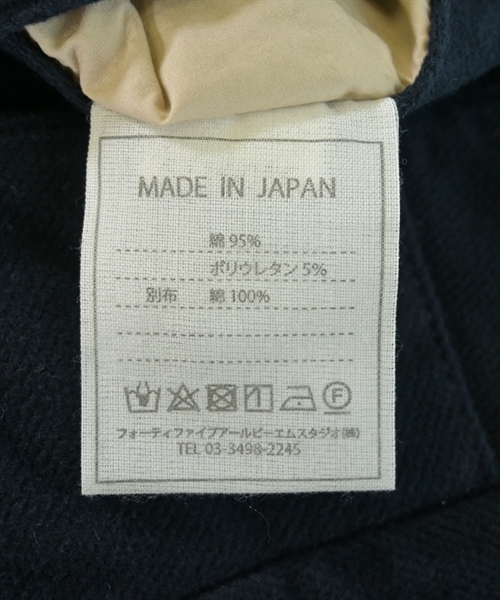 MADE IN JAPAN
綿 95%
ポリウレタン 5%
別布 綿 100%
フォーティファイブアールピーエムスタジオ(株)
TEL 03-3498-2245